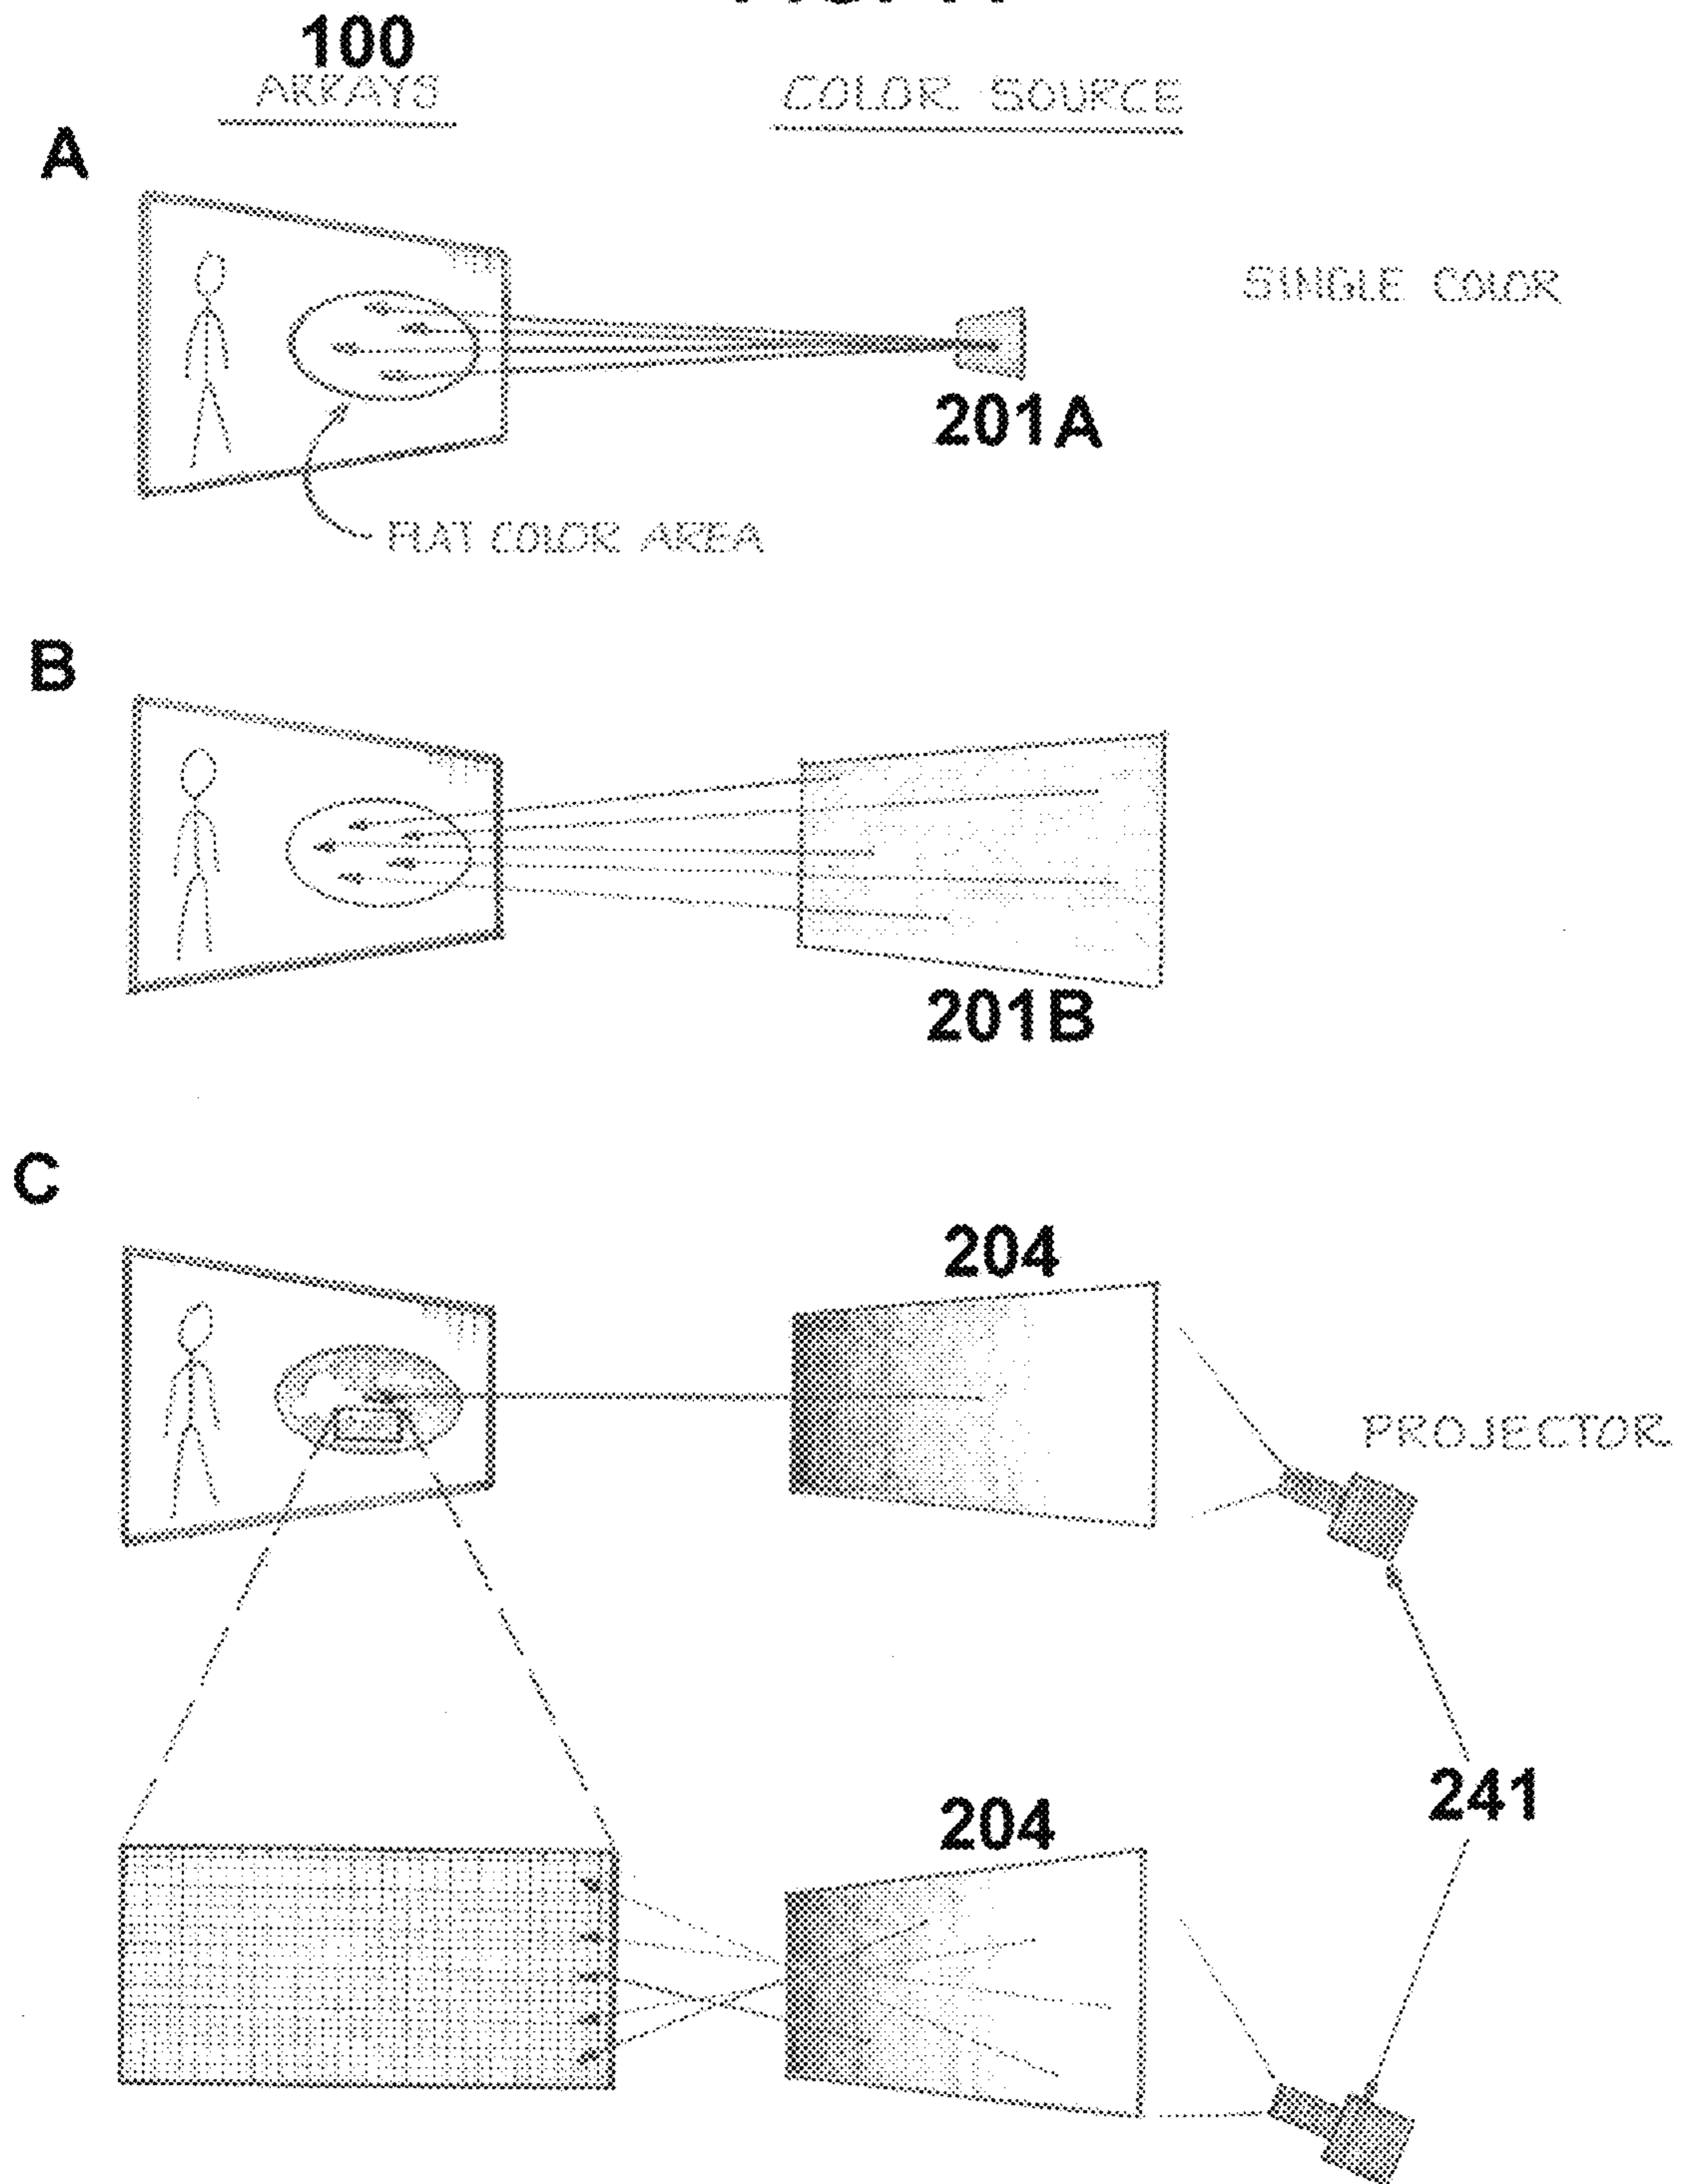 100
ARRAYS COLOR SOURCE
A
SINGLE COLOR
201A
FLAT COLOR AREA
B
201B
C
204
PROJECTOR
204
241